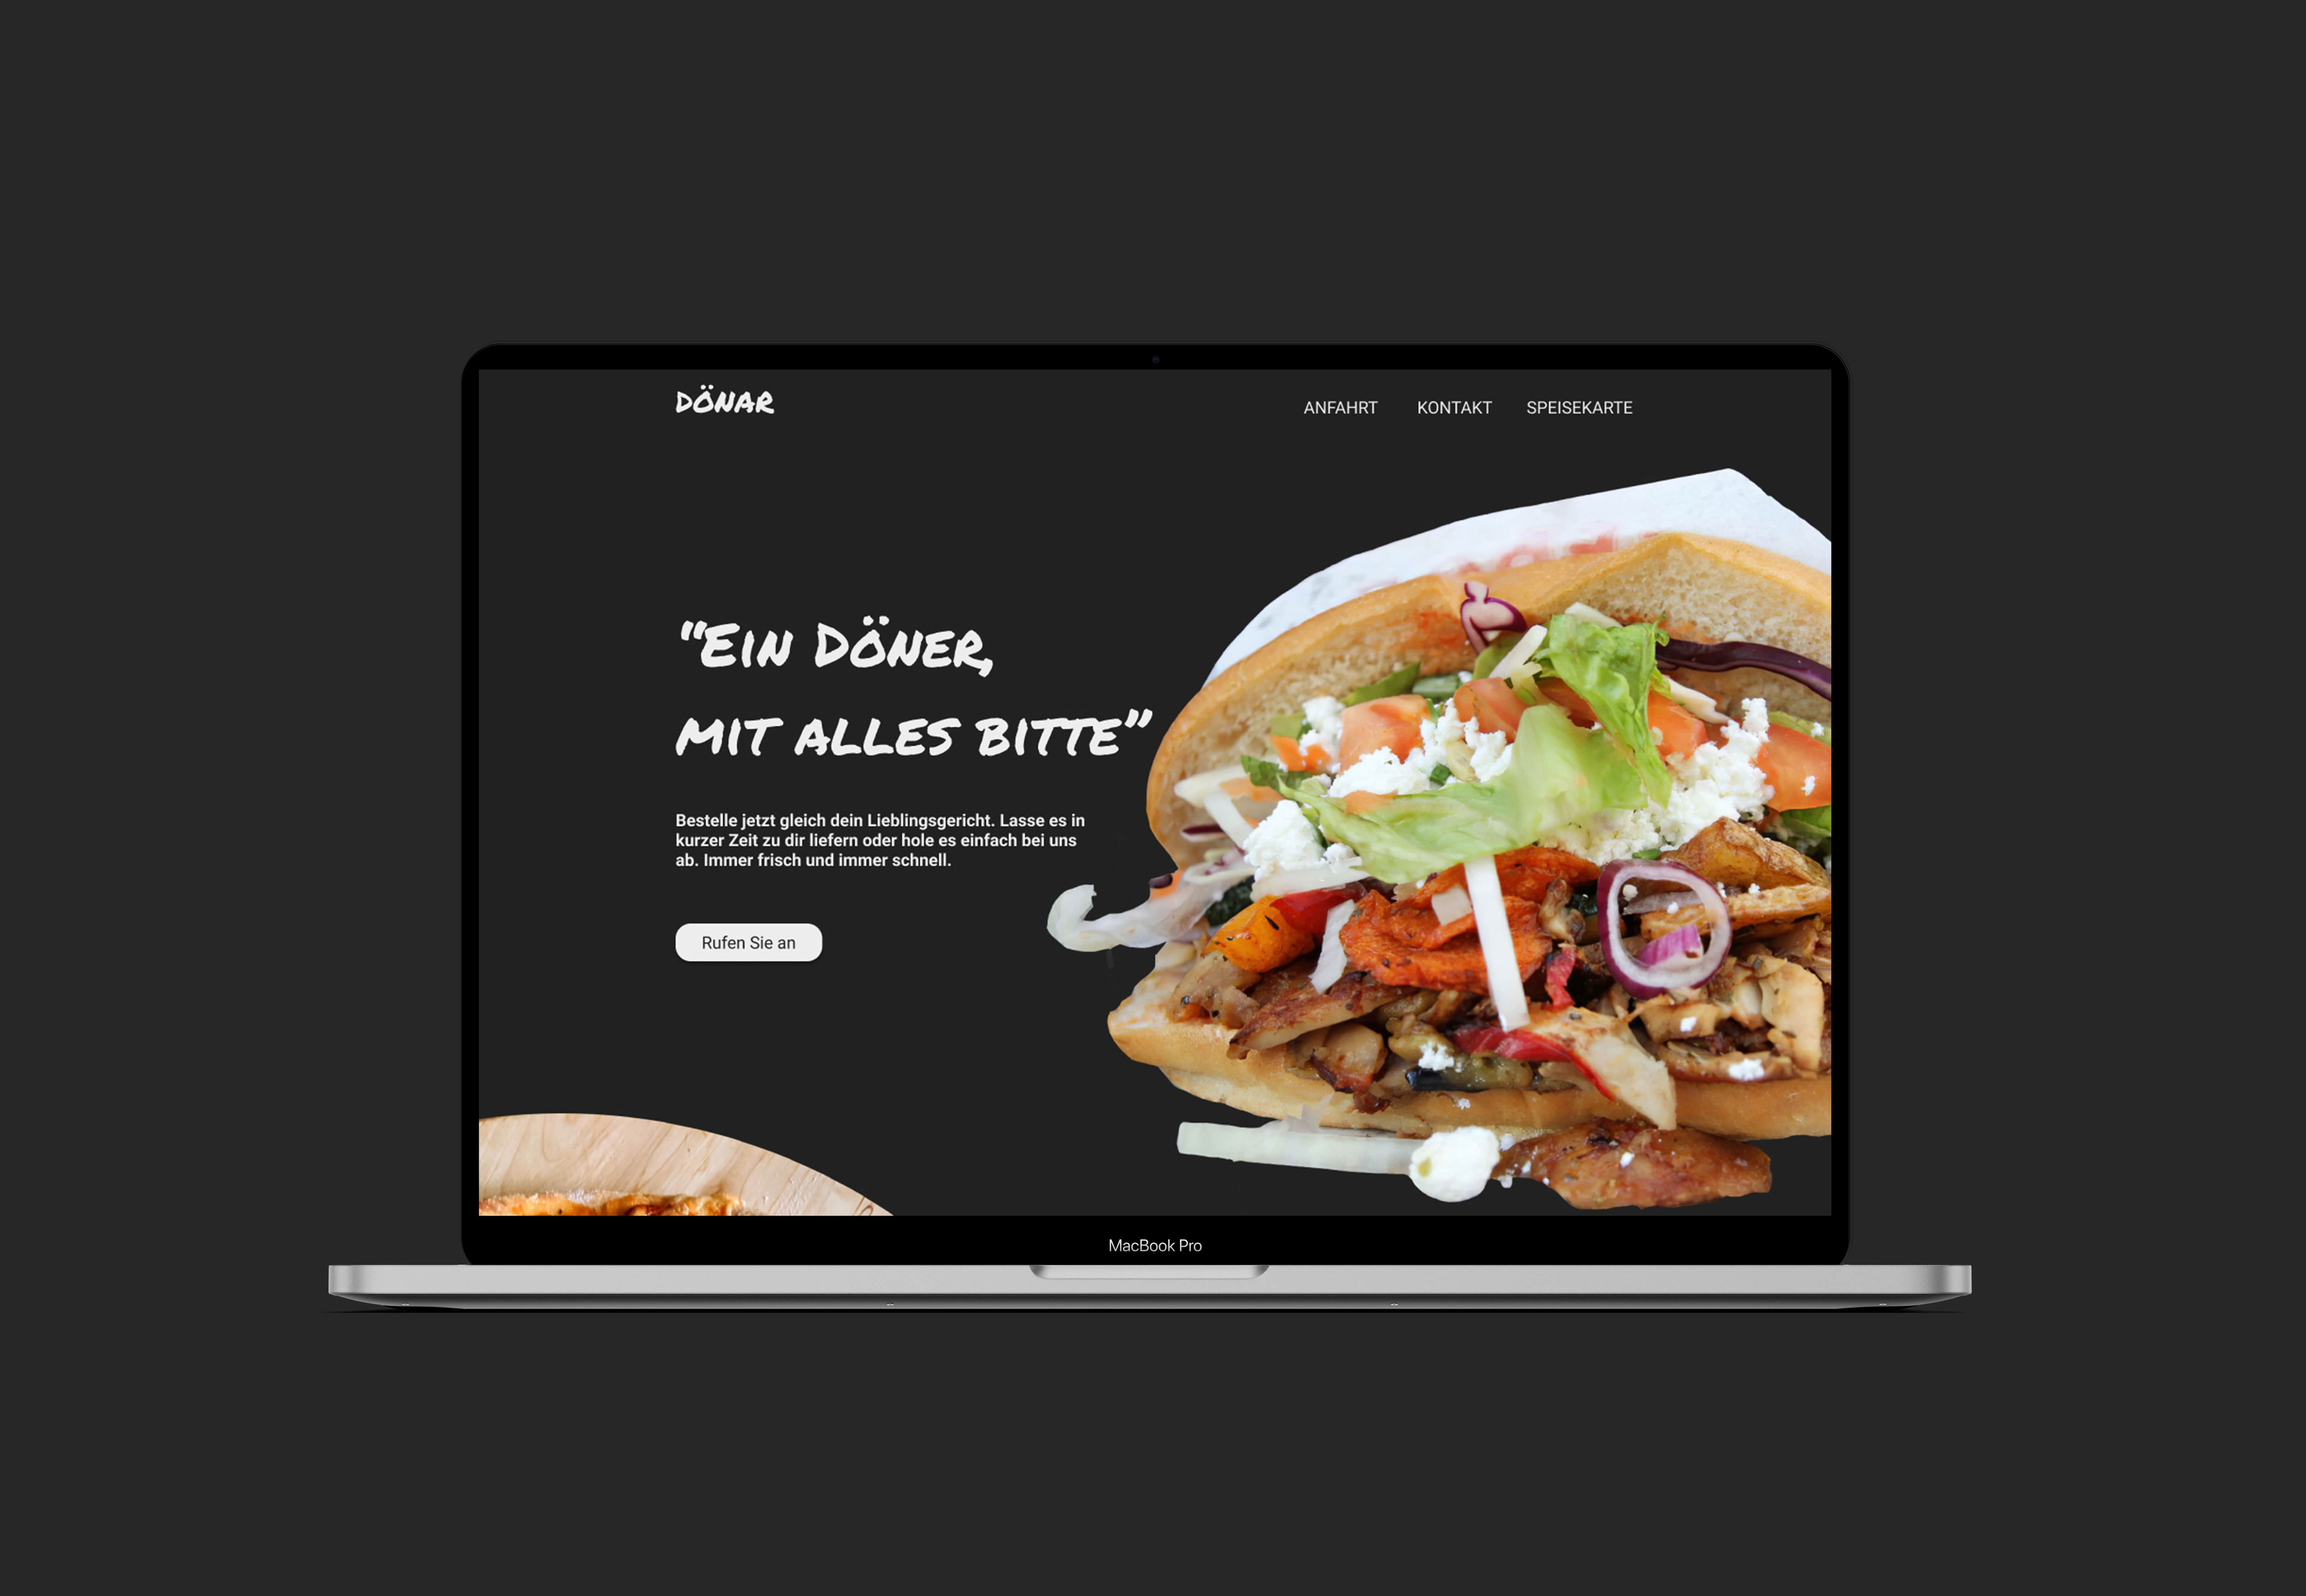 DÖNAR
ANFAHRT KONTAKT SPEISEKARTE
“EIN DÖNER,
MIT ALLES BITTE”
Bestelle jetzt gleich dein Lieblingsgericht. Lasse es in
kurzer Zeit zu dir liefern oder hole es einfach bei uns
ab. Immer frisch und immer schnell.
Rufen Sie an
MacBook Pro